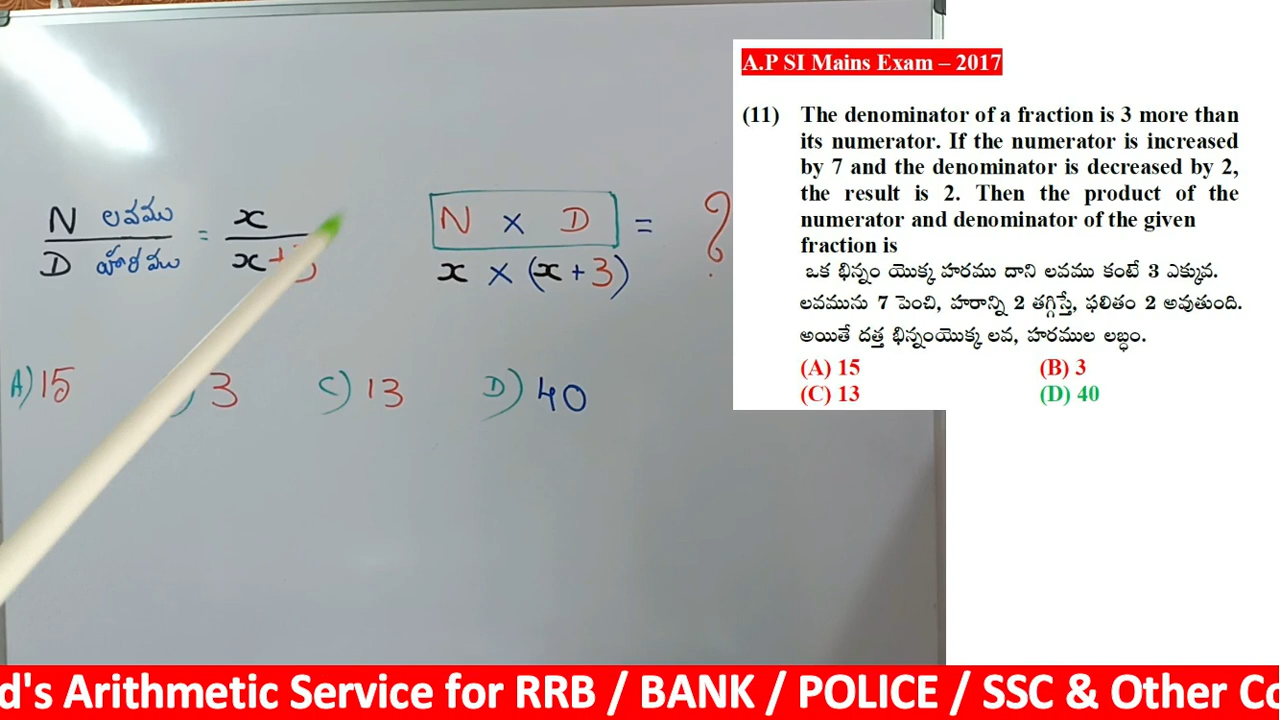 A.P SI Mains Exam – 2017
(11) The denominator of a fraction is 3 more than
its numerator. If the numerator is increased
by 7 and the denominator is decreased by 2,
the result is 2. Then the product of the
numerator and denominator of the given
fraction is
ఒక భిన్నం యొక్క హరము దాని లవము కంటే 3 ఎక్కువ.
లవమును 7 పెంచి, హరాన్ని 2 తగ్గిస్తే, ఫలితం 2 అవుతుంది.
అయితే దత్త భిన్నంయొక్క లవ, హరముల లబ్ధం.
(A) 15 (B) 3
(C) 13 (D) 40
N లవము = x
D హారము x+3
N × D = ?
x × (x+3)
A) 15 ) 3 C) 13 D) 40
d's Arithmetic Service for RRB / BANK / POLICE / SSC & Other Co